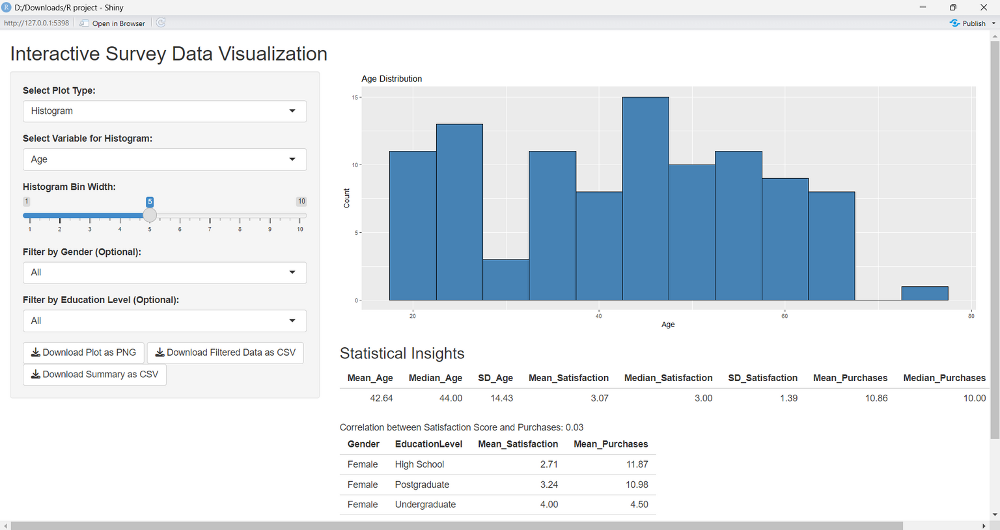 D:/Downloads/R project - Shiny
http://127.0.0.1:5398 Open in Browser Publish
Interactive Survey Data Visualization
Select Plot Type:
Histogram
Select Variable for Histogram:
Age
Histogram Bin Width:
1 5 10
1 2 3 4 5 6 7 8 9 10
Filter by Gender (Optional):
All
Filter by Education Level (Optional):
All
Download Plot as PNG Download Filtered Data as CSV
Download Summary as CSV
Age Distribution
15
10
5
0
Count
20 40 60 80
Age
Statistical Insights
Mean_Age Median_Age SD_Age Mean_Satisfaction Median_Satisfaction SD_Satisfaction Mean_Purchases Median_Purchases
42.64 44.00 14.43 3.07 3.00 1.39 10.86 10.00
Correlation between Satisfaction Score and Purchases: 0.03
Gender EducationLevel Mean_Satisfaction Mean_Purchases
Female High School 2.71 11.87
Female Postgraduate 3.24 10.98
Female Undergraduate 4.00 4.50